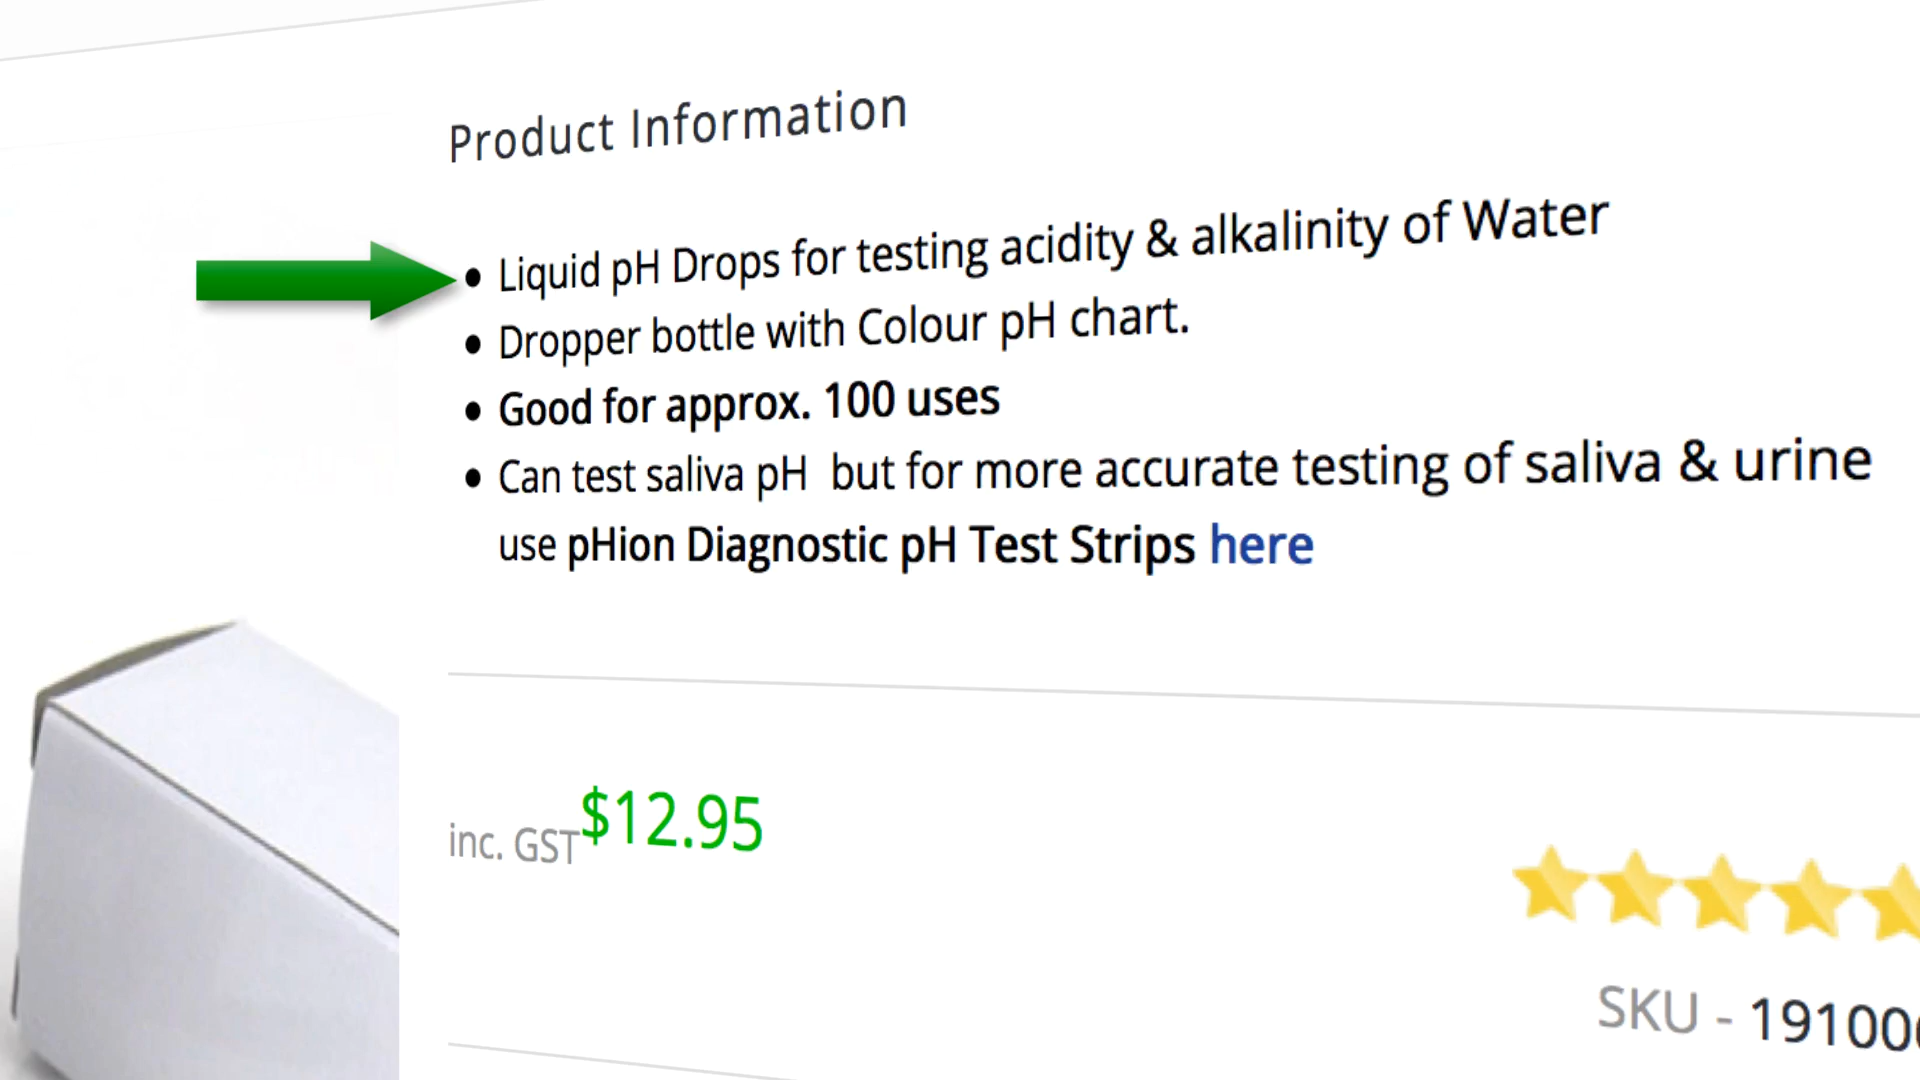 Product Information
• Liquid pH Drops for testing acidity & alkalinity of Water
• Dropper bottle with Colour pH chart.
• Good for approx. 100 uses
• Can test saliva pH  but for more accurate testing of saliva & urine
use pHion Diagnostic pH Test Strips here
inc. GST $12.95
SKU - 19100